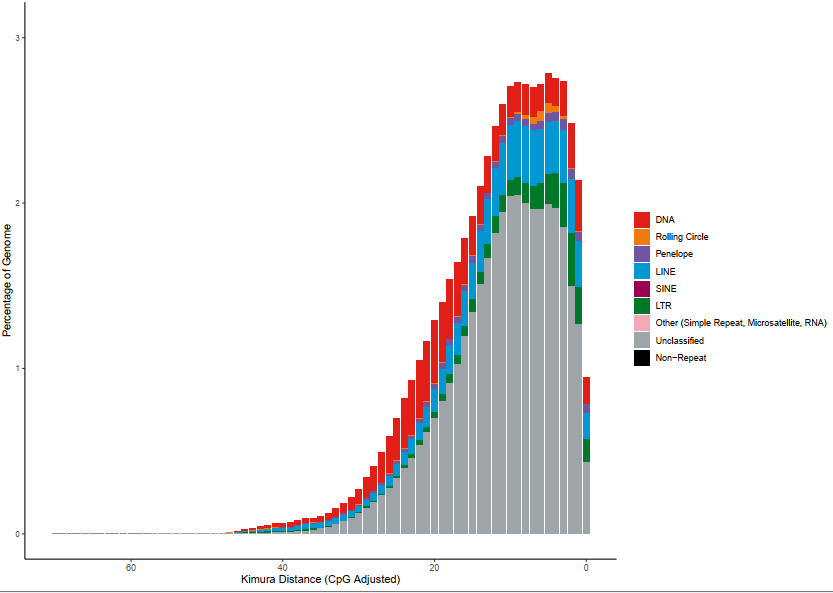 Percentage of Genome
3
2
1
0
60
40
20
0
Kimura Distance (CpG Adjusted)
DNA
Rolling Circle
Penelope
LINE
SINE
LTR
Other (Simple Repeat, Microsatellite, RNA)
Unclassified
Non−Repeat